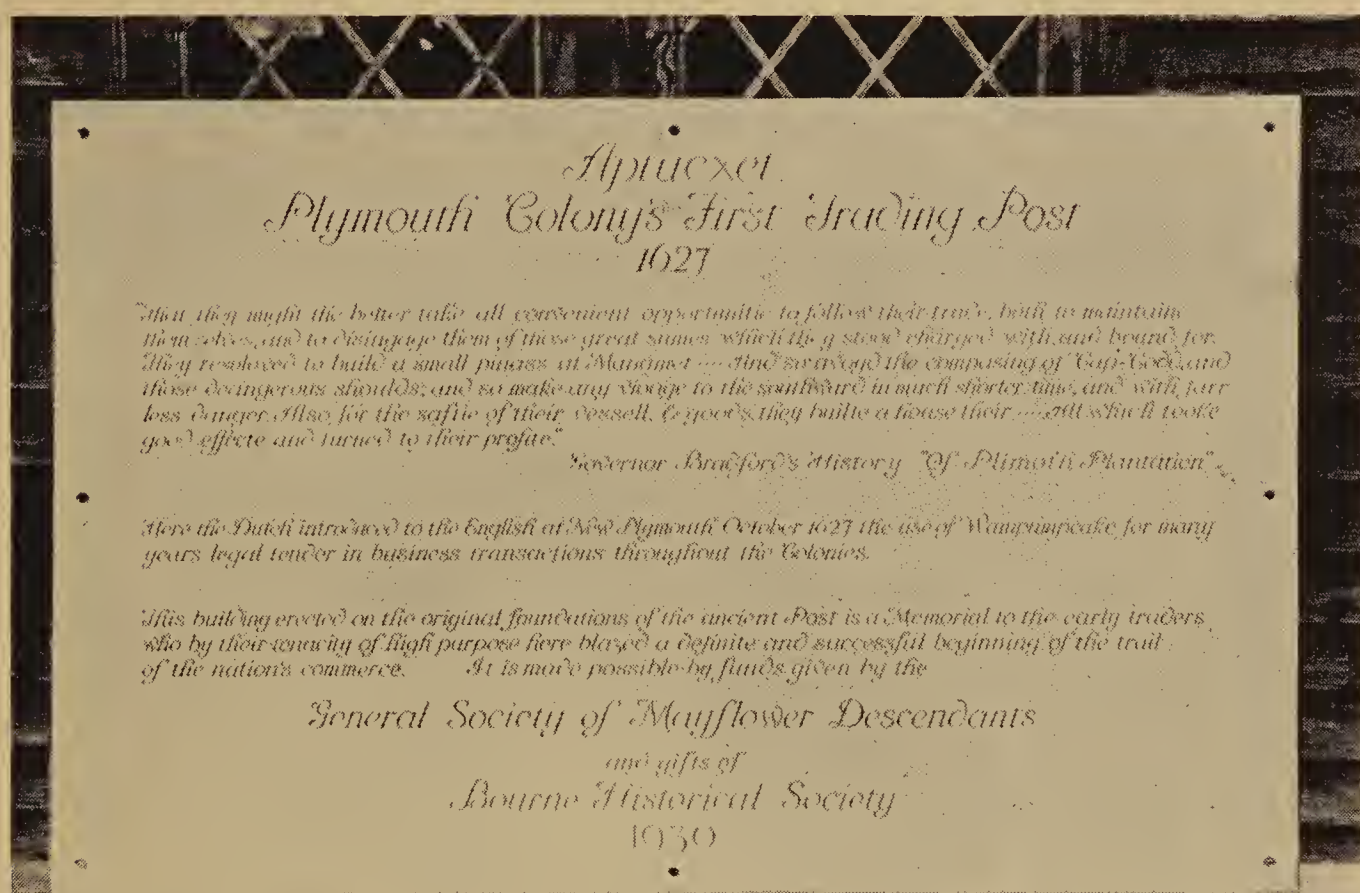 Aptucxet
Plymouth Colony's First Trading Post
1627
"That they might the better take all convenient opportunitie to follow their trade, both to maintaine
them selves, and to disingage them of those great sumes which they stood charged with, and bound for,
they resoloved to build a small pinass at Manamet ... And so avoyd the compasing of Cap-Codd, and
those deangerous shoulds; and so make any vioage to the southward in much shorter time, and with farr
less danger. Also for the saftie of their vessell, & goods, they builte a house their ... All which tooke
good effecte and turned to their profite."
Governor Bradford's History "Of Plimoth Plantation"
Here the Dutch introduced to the English at New Plymouth October 1627 the use of Wampumpeake, for many
years legal tender in business transactions throughout the Colonies.
This building erected on the original foundations of the ancient Post is a Memorial to the early traders
who by their tenacity of high purpose here blazed a definite and successful beginning of the trail
of the nation's commerce. It is made possible by funds given by the
General Society of Mayflower Descendants
and gifts of
Bourne Historical Society
1930